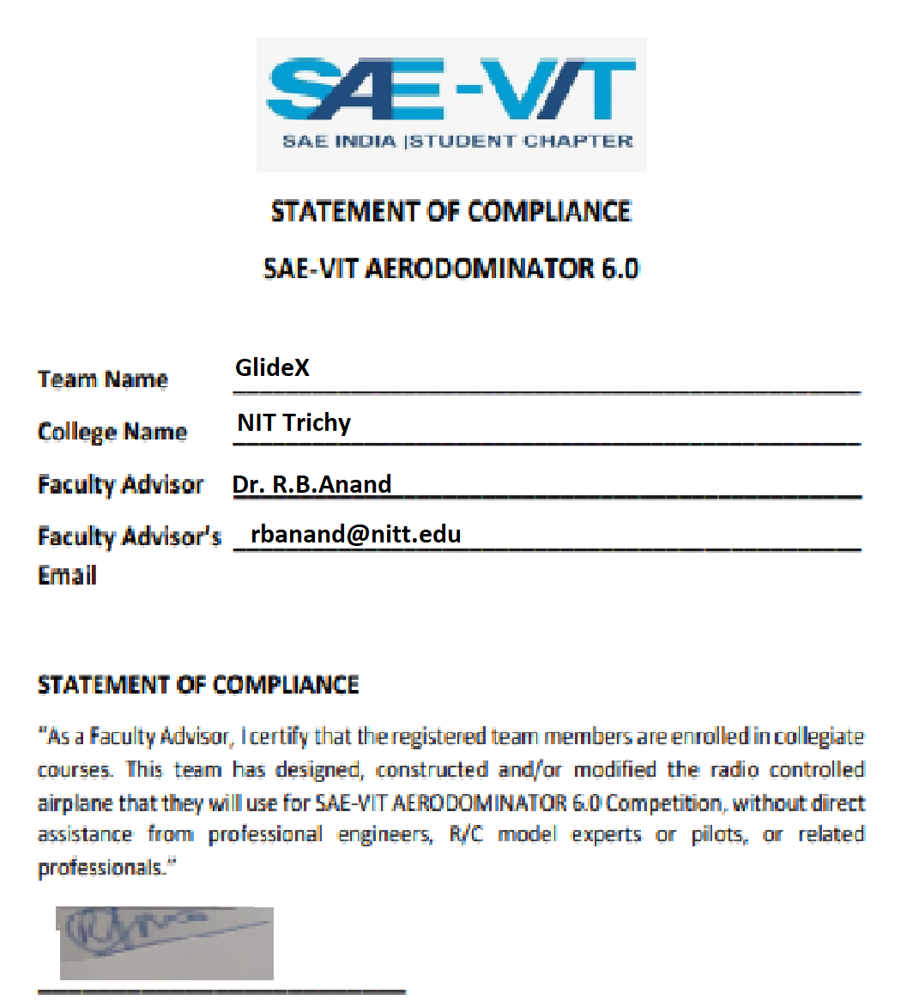 SAE-VIT
SAE INDIA |STUDENT CHAPTER
STATEMENT OF COMPLIANCE
SAE-VIT AERODOMINATOR 6.0
Team Name GlideX
College Name NIT Trichy
Faculty Advisor Dr. R.B.Anand
Faculty Advisor's rbanand@nitt.edu
Email
STATEMENT OF COMPLIANCE
"As a Faculty Advisor, I certify that the registered team members are enrolled in collegiate
courses. This team has designed, constructed and/or modified the radio controlled
airplane that they will use for SAE-VIT AERODOMINATOR 6.0 Competition, without direct
assistance from professional engineers, R/C model experts or pilots, or related
professionals."